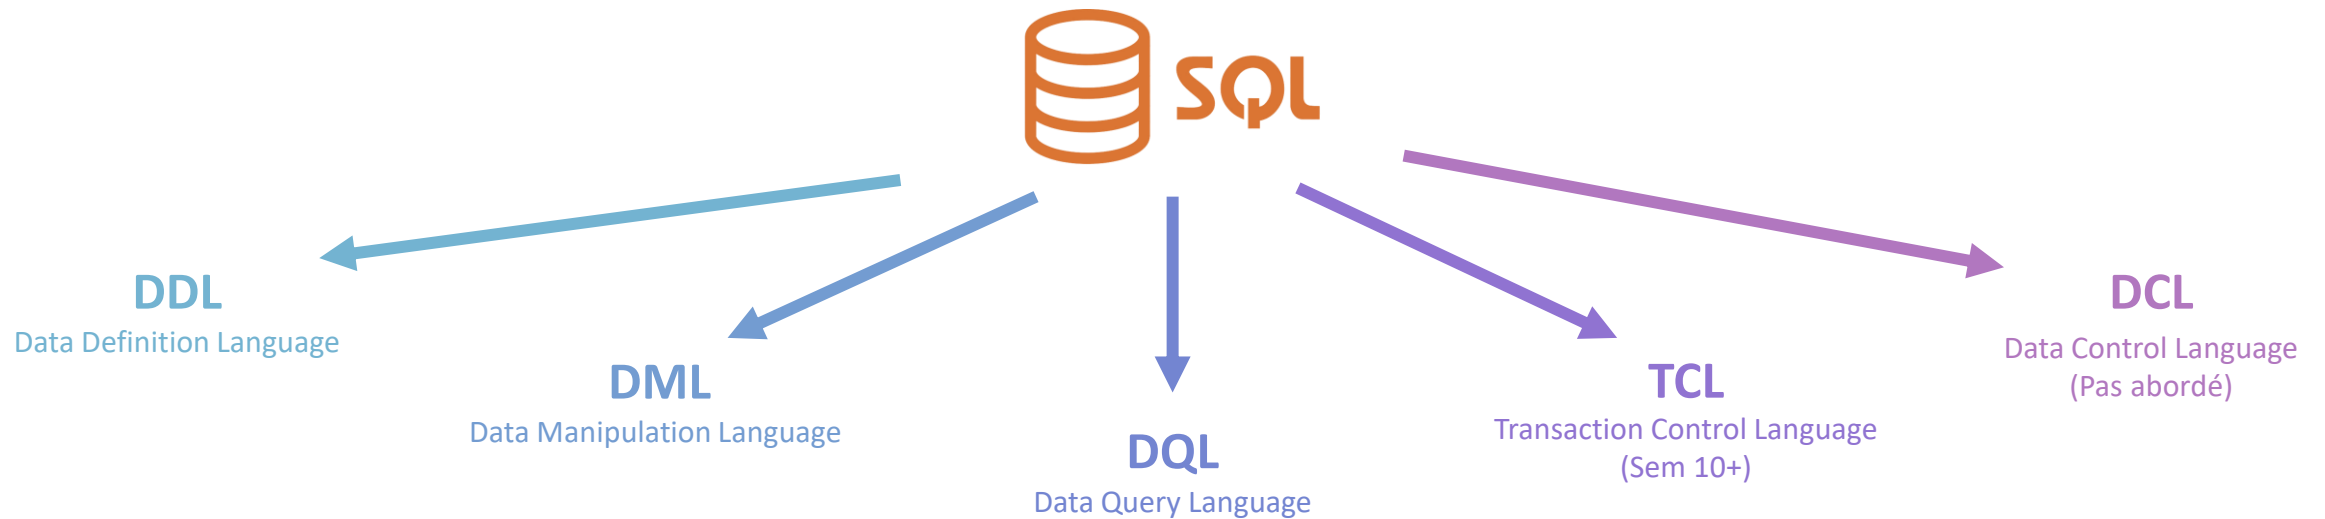 SQL
DDL
Data Definition Language
DML
Data Manipulation Language
DQL
Data Query Language
TCL
Transaction Control Language
(Sem 10+)
DCL
Data Control Language
(Pas abordé)